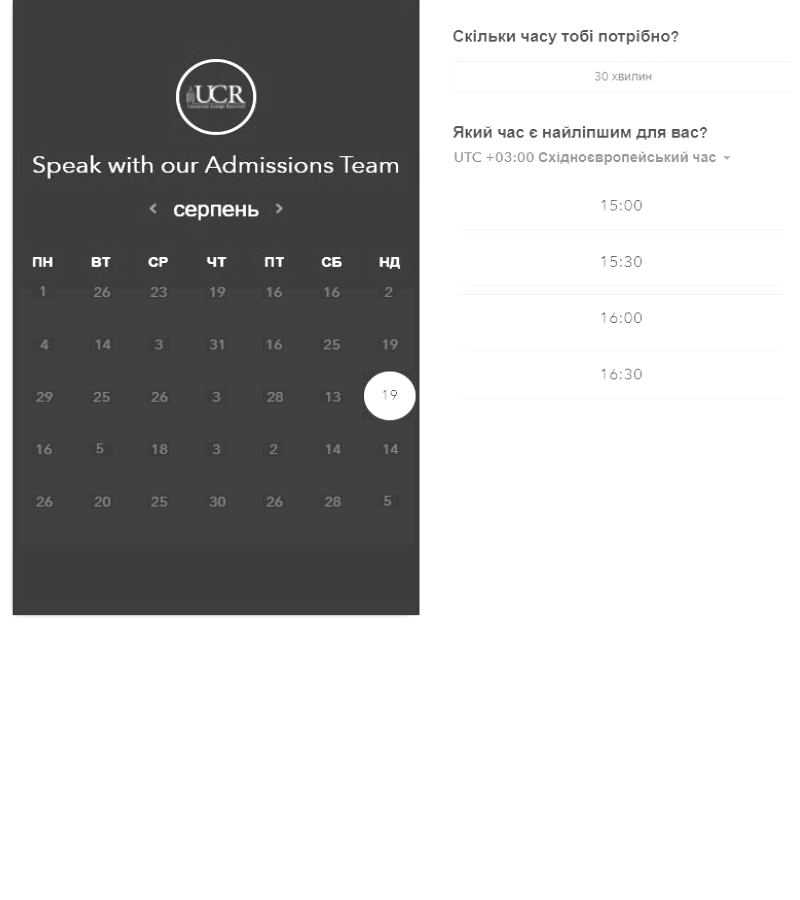 UCR
Speak with our Admissions Team
< серпень >
ПН ВТ СР ЧТ ПТ СБ НД
1 26 23 19 16 16 2
4 14 3 31 16 25 19
29 25 26 3 28 13 19
16 5 18 3 2 14 14
26 20 25 30 26 28 5
Скільки часу тобі потрібно?
30 хвилин
Який час є найліпшим для вас?
UTC +03:00 Східноєвропейський час
15:00
15:30
16:00
16:30